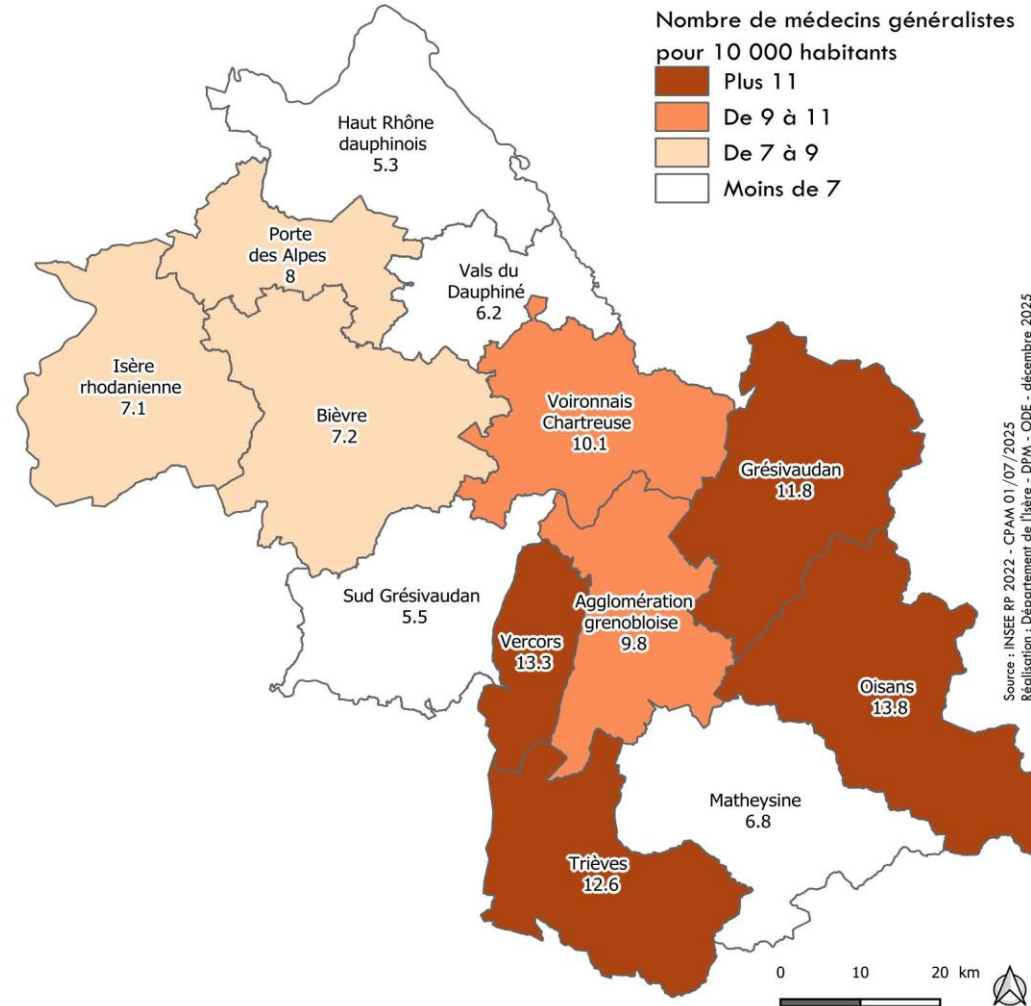 Nombre de médecins généralistes
pour 10 000 habitants
Plus 11
De 9 à 11
De 7 à 9
Moins de 7
Haut Rhône
dauphinois
5.3
Porte
des Alpes
8
Vals du
Dauphiné
6.2
Isère
rhodanienne
7.1
Bièvre
7.2
Voironnais
Chartreuse
10.1
Grésivaudan
11.8
Sud Grésivaudan
5.5
Vercors
13.3
Agglomération
grenobloise
9.8
Oisans
13.8
Matheysine
6.8
Trièves
12.6
Source : INSEE RP 2022 - CPAM 01/07/2025
Realisation : Département de l'Isère - DPM - ODE - décembre 2025
0 10 20 km